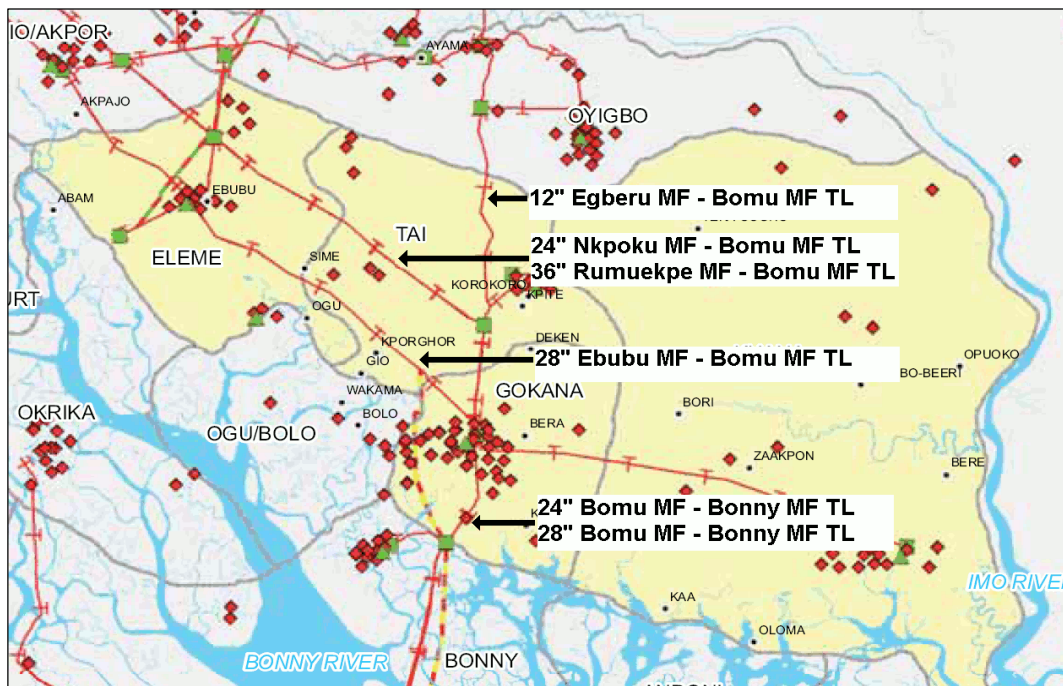 IO/AKPOR
AYAMA
AKPAJO
OYIGBO
ABAM
EBUBU
12" Egberu MF - Bomu MF TL
TAI
24" Nkpoku MF - Bomu MF TL
ELEME
SIME
36" Rumuekpe MF - Bomu MF TL
KOROKORO
KPITE
URT
OGU
KPORGHOR
DEKEN
28" Ebubu MF - Bomu MF TL
GIO
OPUOKO
WAKAMA
GOKANA
BO-BEERI
OKRIKA
BOLO
BORI
OGU/BOLO
BERA
ZAAKPON
BERE
24" Bomu MF - Bonny MF TL
K
28" Bomu MF - Bonny MF TL
IMO RIVER
KAA
OLOMA
BONNY RIVER
BONNY